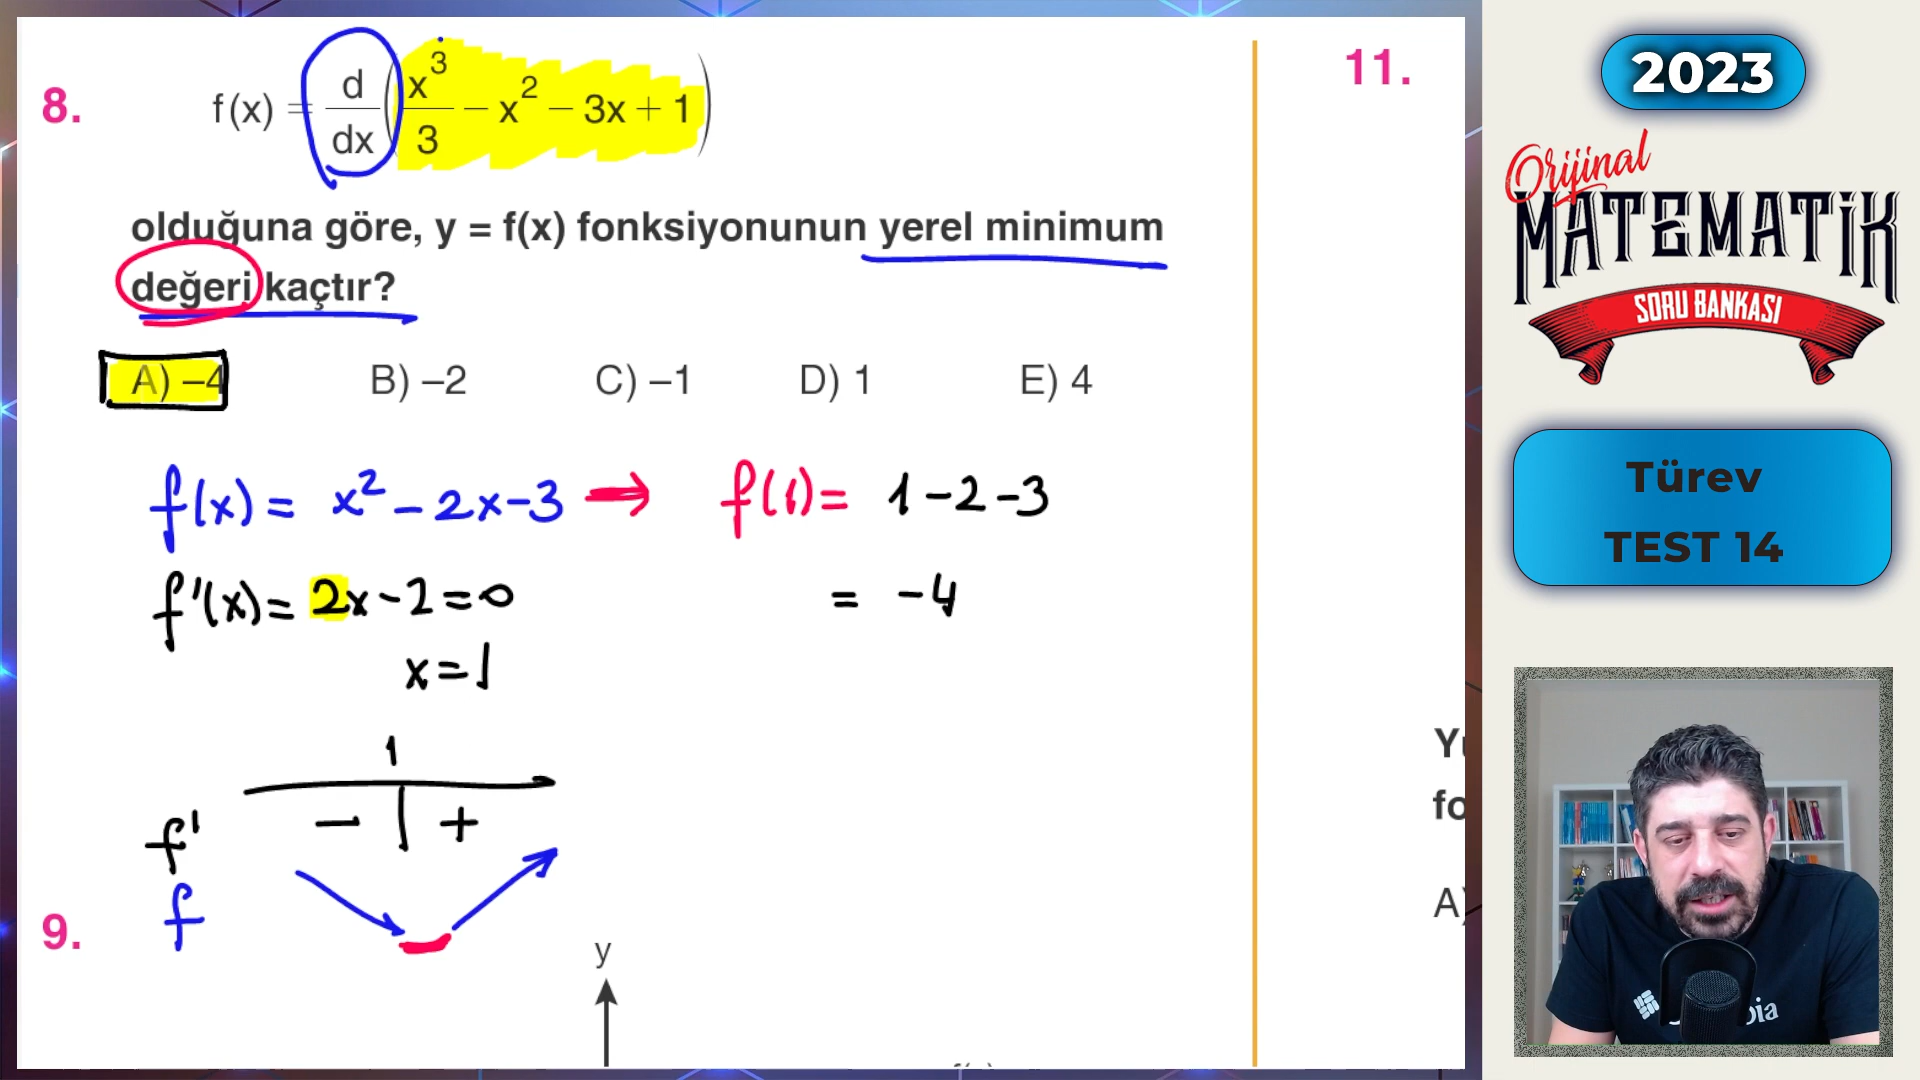 8. f(x) = d/dx (x³/3 − x² − 3x + 1)
olduğuna göre, y = f(x) fonksiyonunun yerel minimum
değeri kaçtır?
A) –4 B) –2 C) –1 D) 1 E) 4
f(x) = x² − 2x − 3 → f(1) = 1 − 2 − 3
f'(x) = 2x − 2 = 0 = −4
x = 1
1
f' − +
f
9.
y
11.
A)
2023
Orijinal
MATEMATİK
SORU BANKASI
Türev
TEST 14